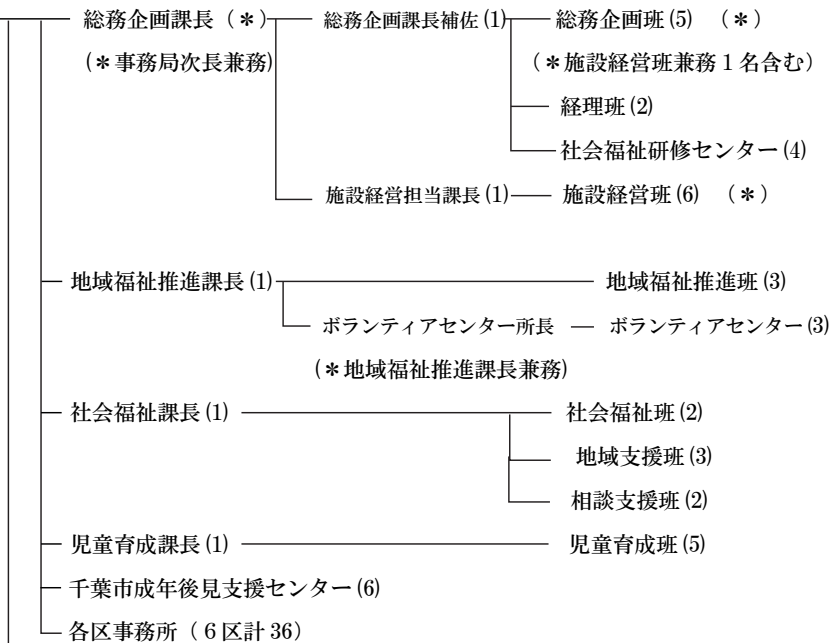 総務企画課長（＊） 総務企画課長補佐(1) 総務企画班(5) （＊）
(＊事務局次長兼務) (＊施設経営班兼務１名含む)
経理班(2)
社会福祉研修センター(4)
施設経営担当課長(1) 施設経営班(6) （＊）
地域福祉推進課長(1) 地域福祉推進班(3)
ボランティアセンター所長 ボランティアセンター(3)
(＊地域福祉推進課長兼務)
社会福祉課長(1) 社会福祉班(2)
地域支援班(3)
相談支援班(2)
児童育成課長(1) 児童育成班(5)
千葉市成年後見支援センター(6)
各区事務所（６区計36）